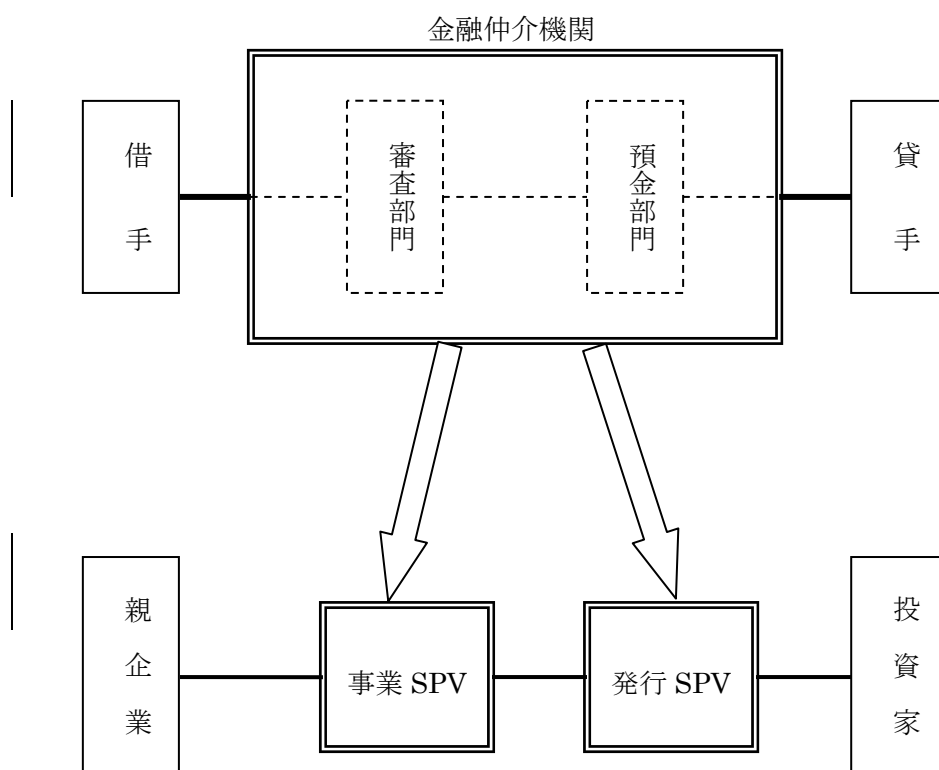 金融仲介機関
借手
審査部門
預金部門
貸手
親企業
事業 SPV
発行 SPV
投資家